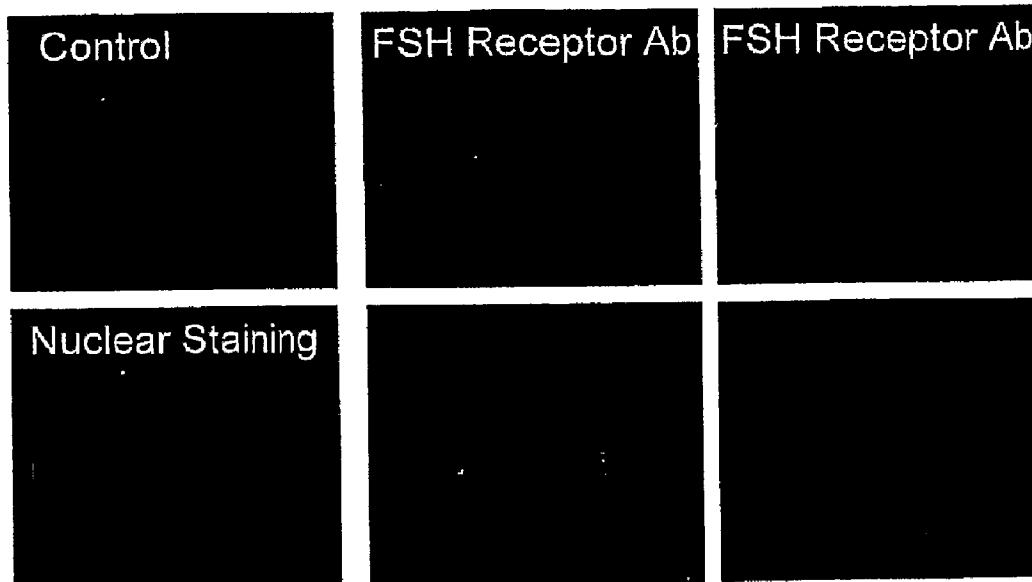 Control
FSH Receptor Ab
FSH Receptor Ab
Nuclear Staining